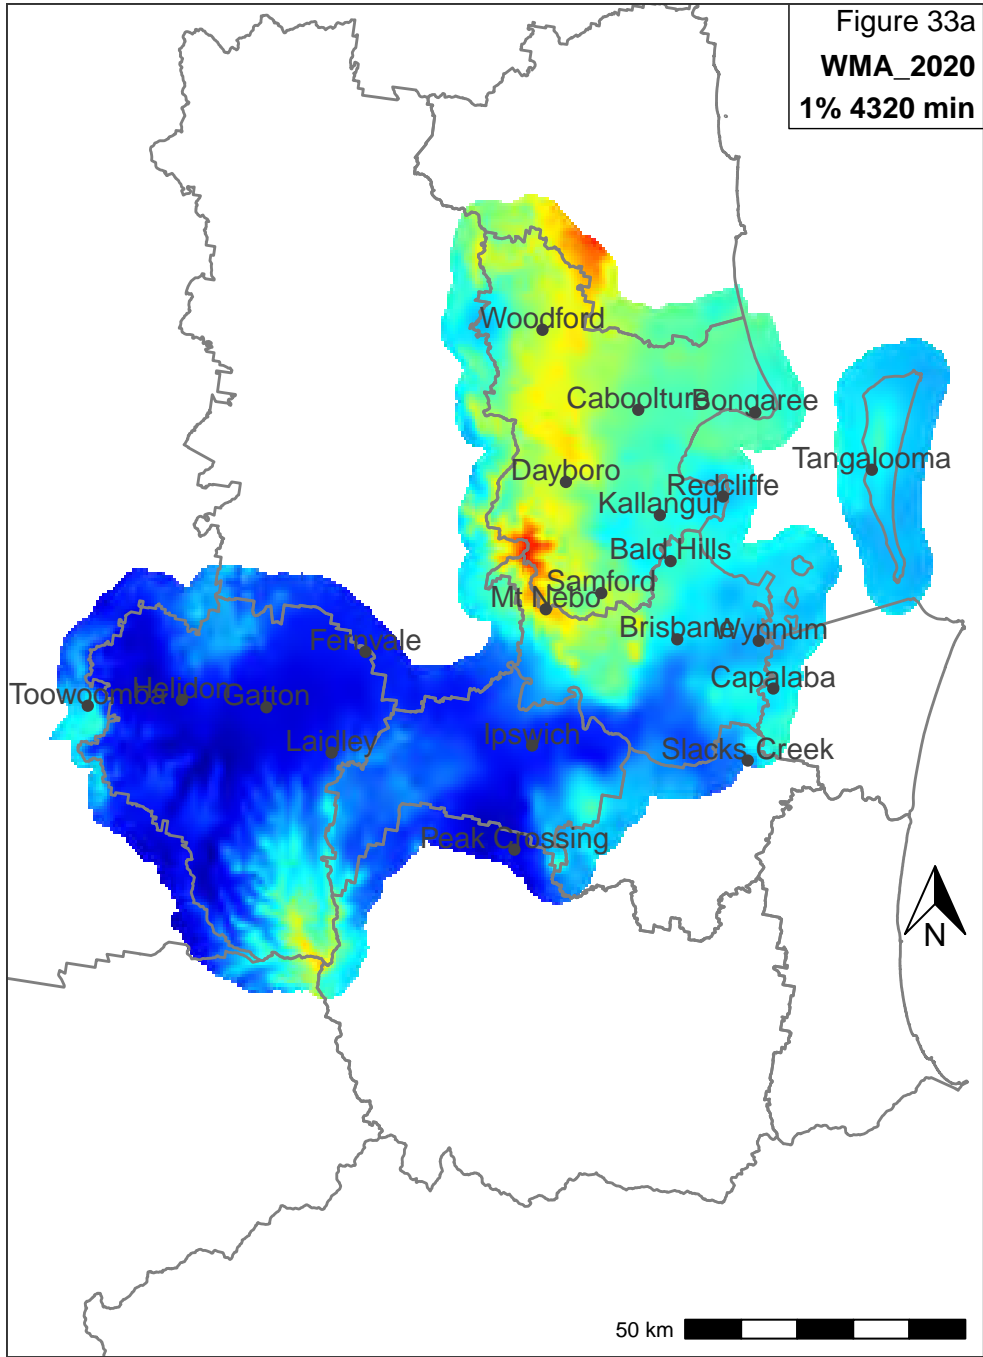 Figure 33a
WMA_2020
1% 4320 min
Woodford
Caboolture
Bongaree
Tangalooma
Dayboro
Redcliffe
Kallangur
Bald Hills
Samford
Mt Nebo
Brisbane
Wynnum
Fernvale
Capalaba
Toowoomba
Helidon
Gatton
Ipswich
Laidley
Slacks Creek
Peak Crossing
N
50 km